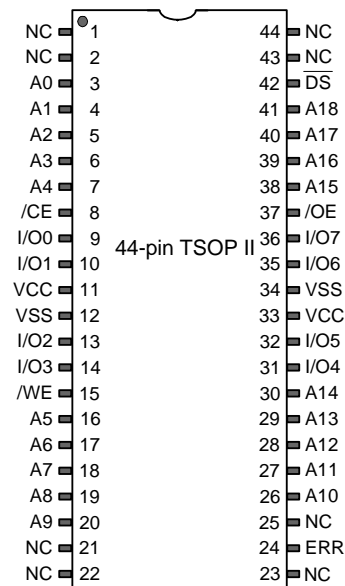 NC 1 44 NC
NC 2 43 NC
A0 3 42 DS
A1 4 41 A18
A2 5 40 A17
A3 6 39 A16
A4 7 38 A15
/CE 8 37 /OE
I/O0 9 44-pin TSOP II 36 I/O7
I/O1 10 35 I/O6
VCC 11 34 VSS
VSS 12 33 VCC
I/O2 13 32 I/O5
I/O3 14 31 I/O4
/WE 15 30 A14
A5 16 29 A13
A6 17 28 A12
A7 18 27 A11
A8 19 26 A10
A9 20 25 NC
NC 21 24 ERR
NC 22 23 NC